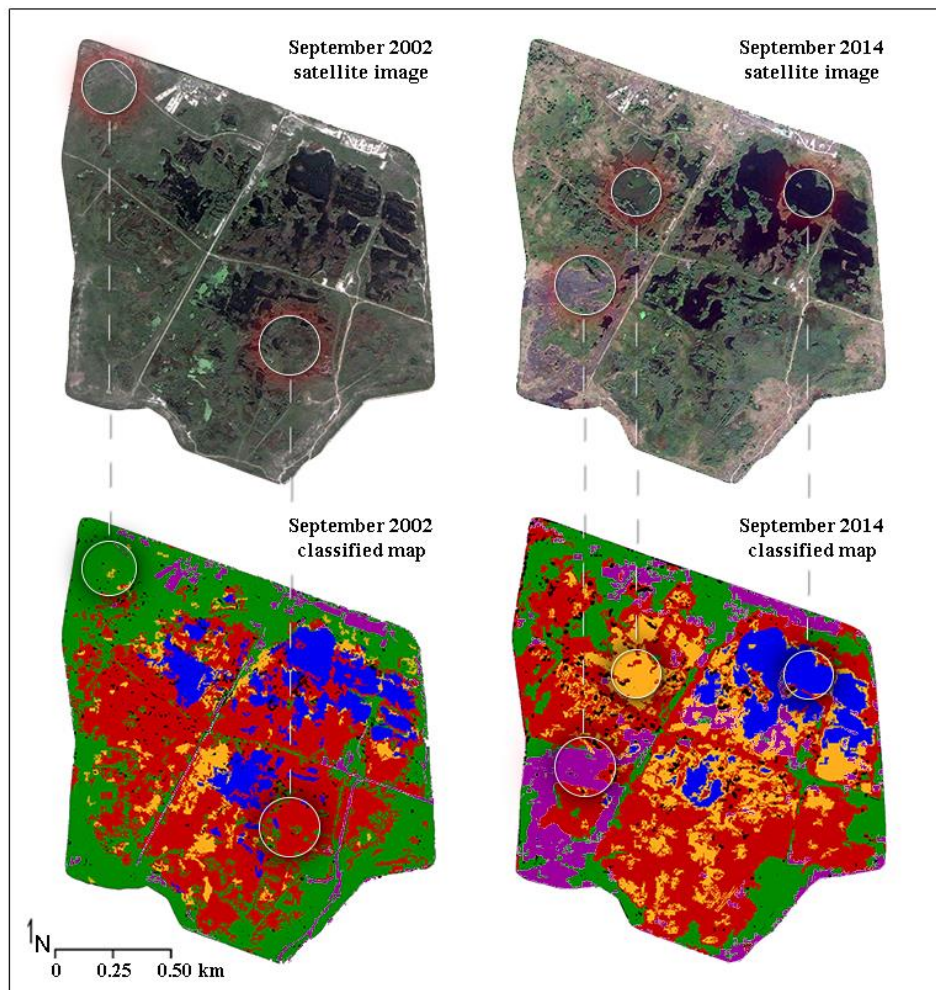 September 2002
satellite image
September 2014
satellite image
September 2002
classified map
September 2014
classified map
N
0 0.25 0.50 km